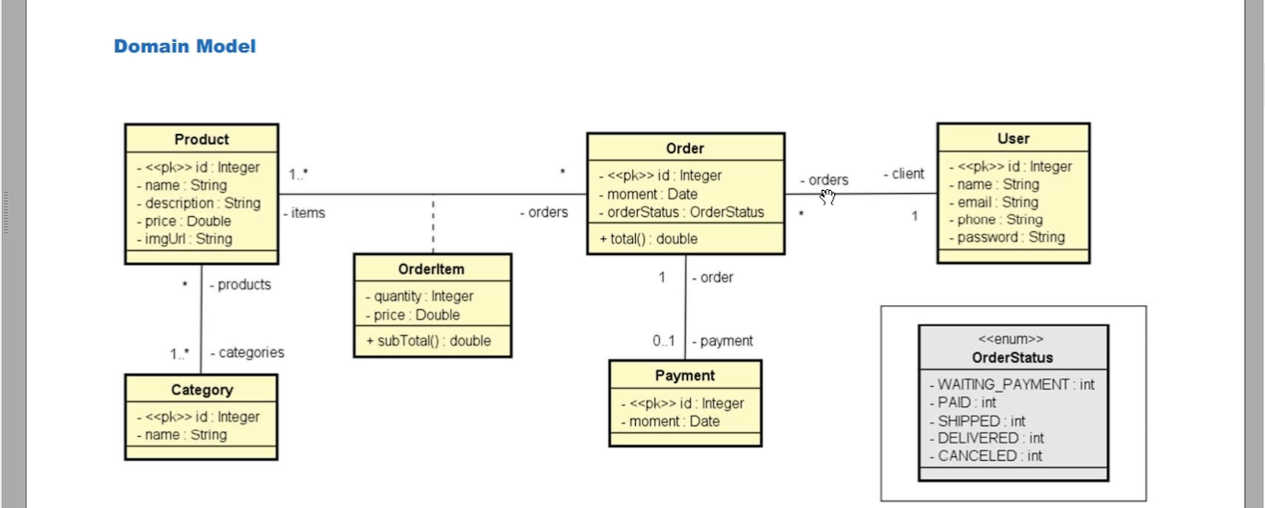 Domain Model
Product
- <<pk>> id : Integer
- name : String
- description : String
- price : Double
- imgUrl : String
1..*
- items
*
- orders
Order
- <<pk>> id : Integer
- moment : Date
- orderStatus : OrderStatus
+ total() : double
- orders
*
- client
1
User
- <<pk>> id : Integer
- name : String
- email : String
- phone : String
- password : String
OrderItem
- quantity : Integer
- price : Double
+ subTotal() : double
* - products
1..* - categories
Category
- <<pk>> id : Integer
- name : String
1 - order
0..1 - payment
Payment
- <<pk>> id : Integer
- moment : Date
<<enum>>
OrderStatus
- WAITING_PAYMENT : int
- PAID : int
- SHIPPED : int
- DELIVERED : int
- CANCELED : int